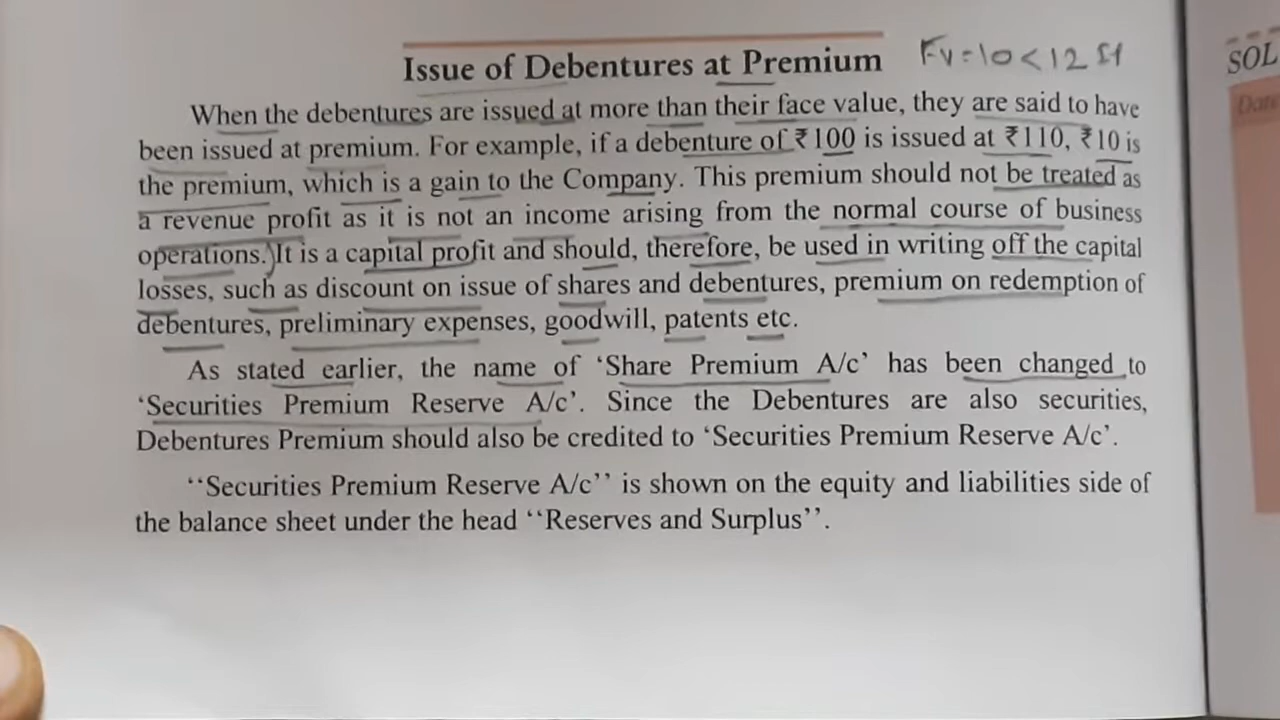 Issue of Debentures at Premium FV=10<12
When the debentures are issued at more than their face value, they are said to have
been issued at premium. For example, if a debenture of ₹100 is issued at ₹110, ₹10 is
the premium, which is a gain to the Company. This premium should not be treated as
a revenue profit as it is not an income arising from the normal course of business
operations. It is a capital profit and should, therefore, be used in writing off the capital
losses, such as discount on issue of shares and debentures, premium on redemption of
debentures, preliminary expenses, goodwill, patents etc.
As stated earlier, the name of ‘Share Premium A/c’ has been changed to
‘Securities Premium Reserve A/c’. Since the Debentures are also securities,
Debentures Premium should also be credited to ‘Securities Premium Reserve A/c’.
‘‘Securities Premium Reserve A/c’’ is shown on the equity and liabilities side of
the balance sheet under the head ‘‘Reserves and Surplus’’.
SOL
Date